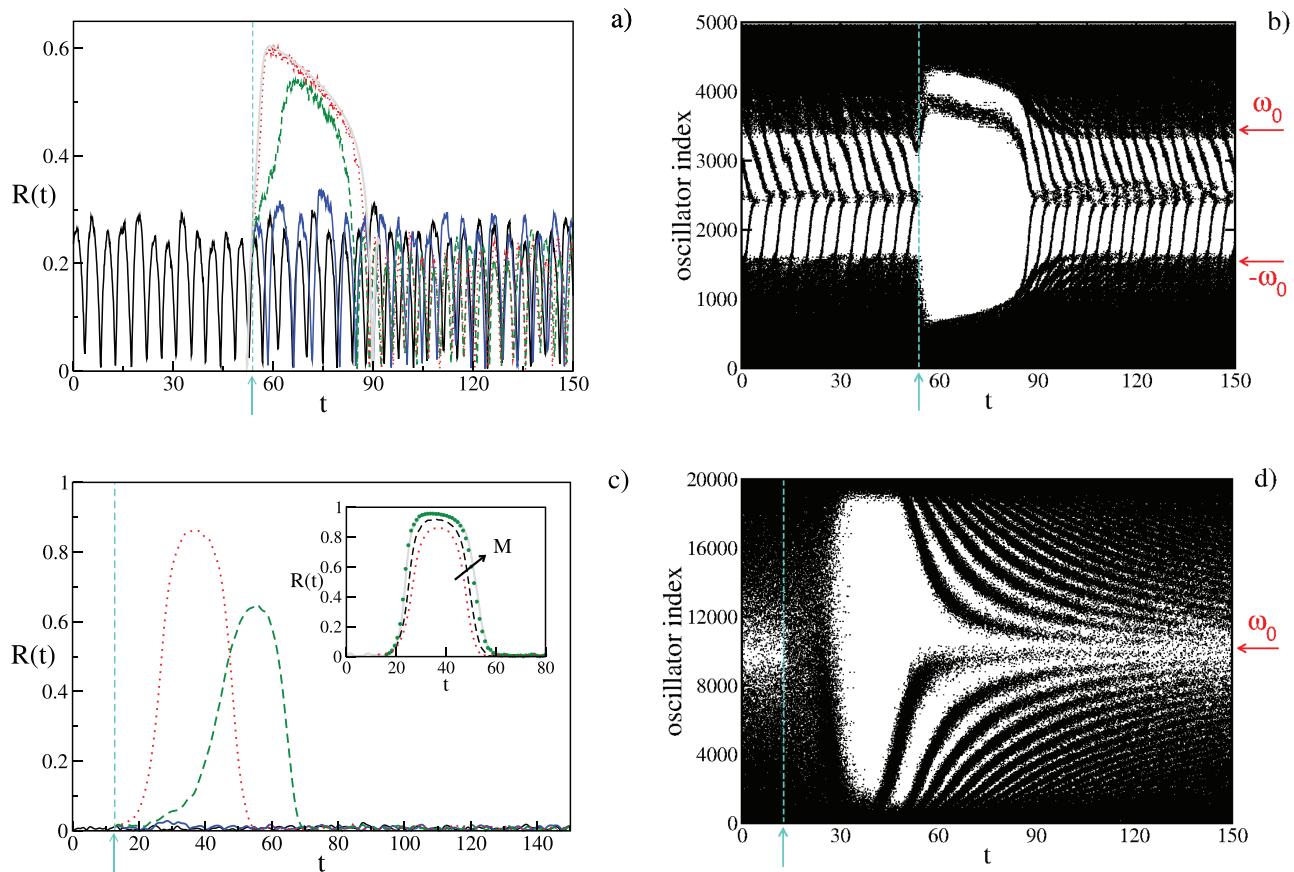 a)
0.6
0.4
R(t)
0.2
0
0 30 60 90 120 150
t
b)
5000
4000
3000
2000
1000
0
oscillator index
ω0
-ω0
0 30 60 90 120 150
t
c)
1
0.8
0.6
R(t)
0.4
0.2
0
0 20 40 60 80 100 120 140
t
1
0.8
0.6
R(t)
0.4
0.2
0
M
0 20 40 60 80
t
d)
20000
16000
12000
8000
4000
0
oscillator index
ω0
0 30 60 90 120 150
t